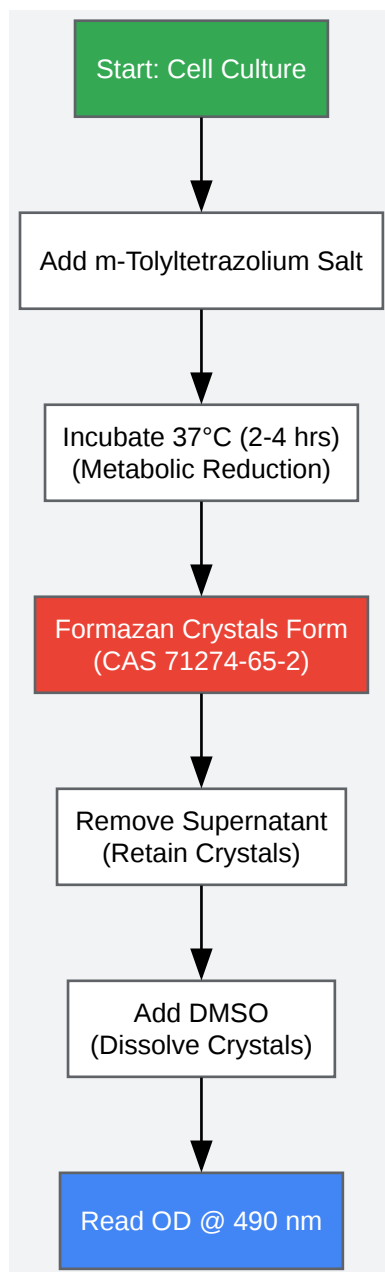 Start: Cell Culture
Add m-Tolyltetrazolium Salt
Incubate 37°C (2-4 hrs)
(Metabolic Reduction)
Formazan Crystals Form
(CAS 71274-65-2)
Remove Supernatant
(Retain Crystals)
Add DMSO
(Dissolve Crystals)
Read OD @ 490 nm